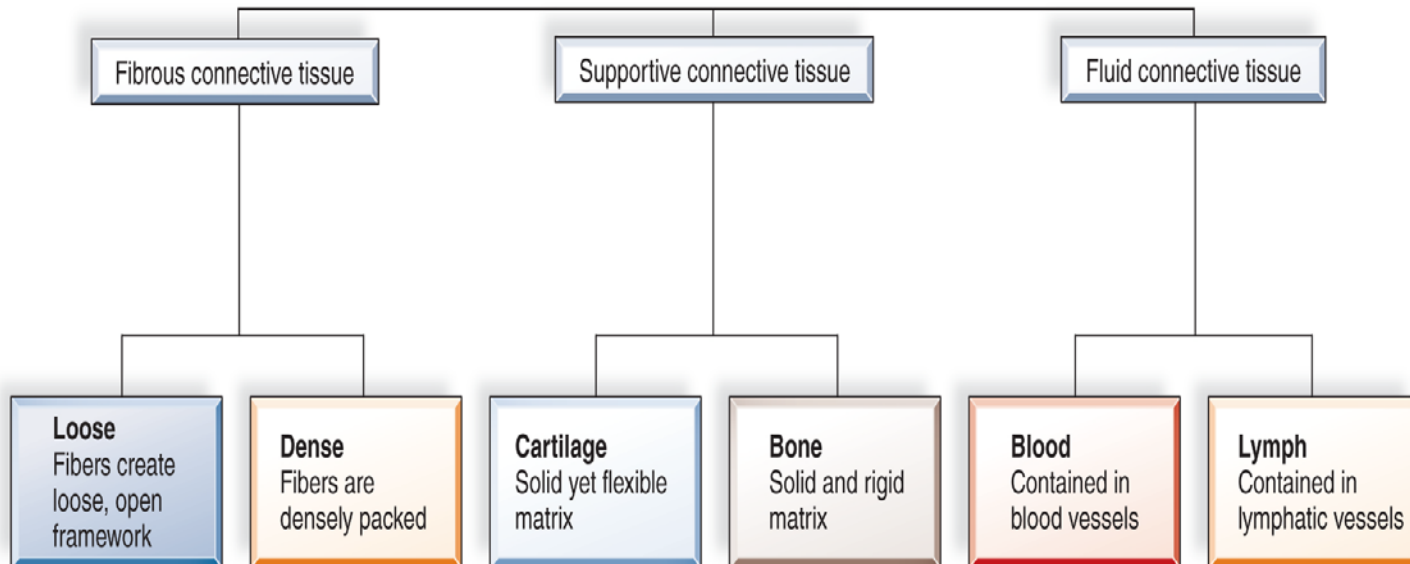 Fibrous connective tissue
Supportive connective tissue
Fluid connective tissue
Loose
Fibers create
loose, open
framework
Dense
Fibers are
densely packed
Cartilage
Solid yet flexible
matrix
Bone
Solid and rigid
matrix
Blood
Contained in
blood vessels
Lymph
Contained in
lymphatic vessels